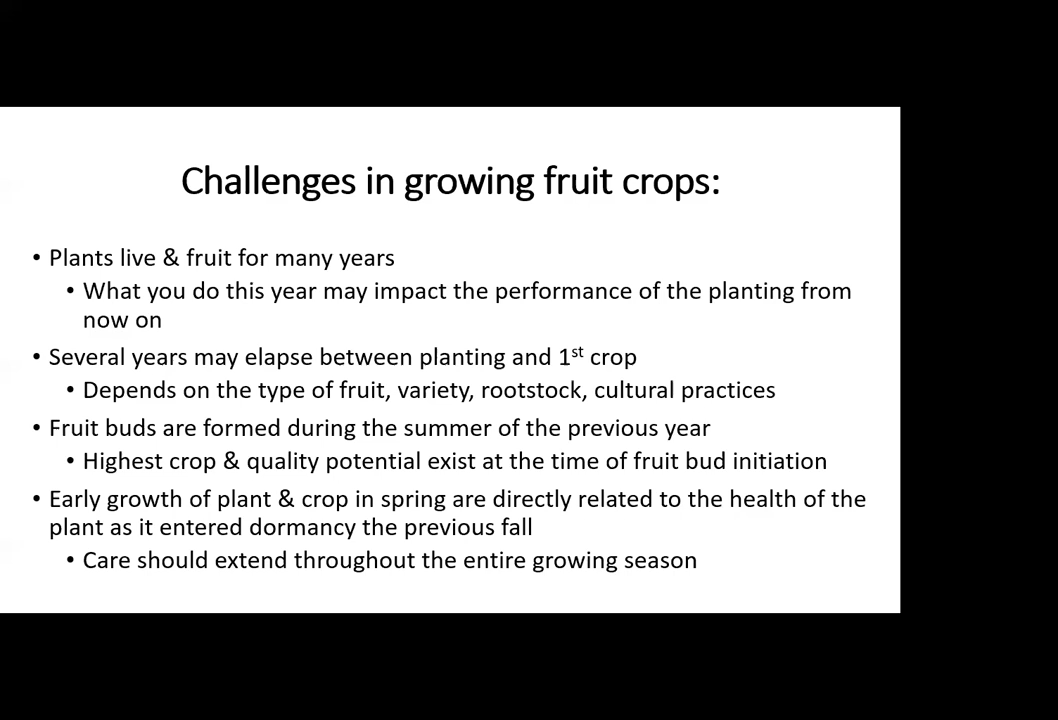 Challenges in growing fruit crops:
• Plants live & fruit for many years
• What you do this year may impact the performance of the planting from
now on
• Several years may elapse between planting and 1st crop
• Depends on the type of fruit, variety, rootstock, cultural practices
• Fruit buds are formed during the summer of the previous year
• Highest crop & quality potential exist at the time of fruit bud initiation
• Early growth of plant & crop in spring are directly related to the health of the
plant as it entered dormancy the previous fall
• Care should extend throughout the entire growing season